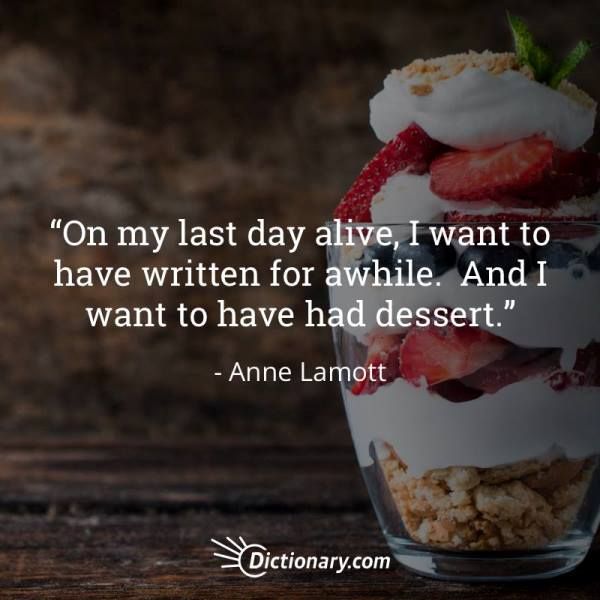 “On my last day alive, I want to
have written for awhile.  And I
want to have had dessert.”
- Anne Lamott
Dictionary.com